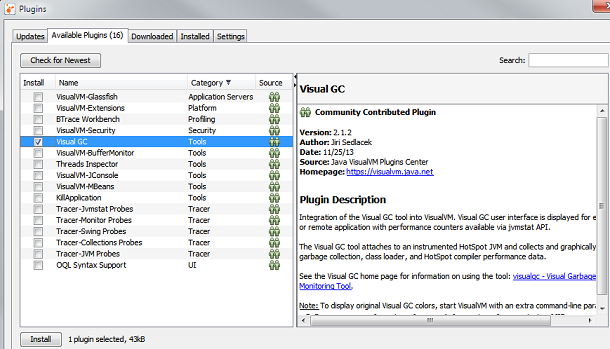 Plugins
Updates
Available Plugins (16)
Downloaded
Installed
Settings
Check for Newest
Search:
Install Name Category Source
VisualVM-Glassfish Application Servers
VisualVM-Extensions Platform
BTrace Workbench Profiling
VisualVM-Security Security
Visual GC Tools
VisualVM-BufferMonitor Tools
Threads Inspector Tools
VisualVM-JConsole Tools
VisualVM-MBeans Tools
KillApplication Tools
Tracer-Jvmstat Probes Tracer
Tracer-Monitor Probes Tracer
Tracer-Swing Probes Tracer
Tracer-Collections Probes Tracer
Tracer-JVM Probes Tracer
OQL Syntax Support UI
Visual GC
Community Contributed Plugin
Version: 2.1.2
Author: Jiri Sedlacek
Date: 11/25/13
Source: Java VisualVM Plugins Center
Homepage: https://visualvm.java.net
Plugin Description
Integration of the Visual GC tool into VisualVM. Visual GC user interface is displayed for e
or remote application with performance counters available via jvmstat API.
The Visual GC tool attaches to an instrumented HotSpot JVM and collects and graphically
garbage collection, class loader, and HotSpot compiler performance data.
See the Visual GC home page for information on using the tool: visualgc - Visual Garbage
Monitoring Tool.
Note: To display original Visual GC colors, start VisualVM with an extra command-line para
Install
1 plugin selected, 43kB